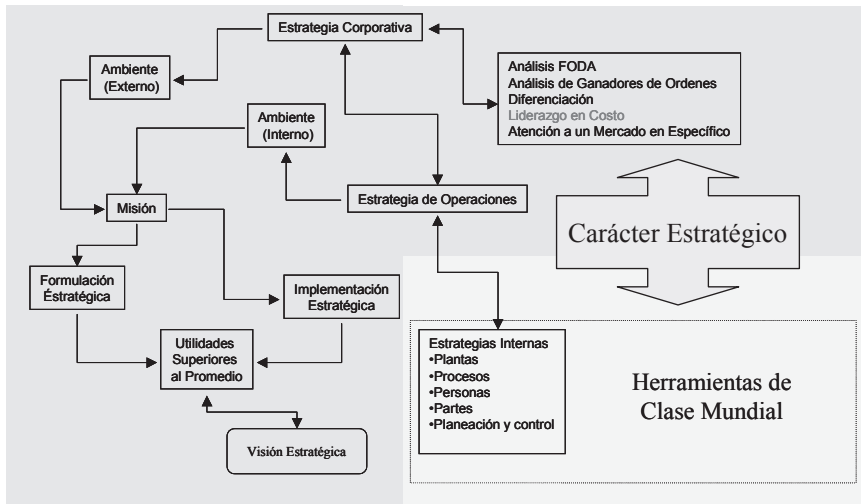 Estrategia Corporativa
Ambiente
(Externo)
Análisis FODA
Análisis de Ganadores de Ordenes
Diferenciación
Liderazgo en Costo
Atención a un Mercado en Específico
Ambiente
(Interno)
Estrategia de Operaciones
Misión
Carácter Estratégico
Formulación
Éstratégica
Implementación
Estratégica
Utilidades
Superiores
al Promedio
Visión Estratégica
Estrategias Internas
•Plantas
•Procesos
•Personas
•Partes
•Planeación y control
Herramientas de
Clase Mundial